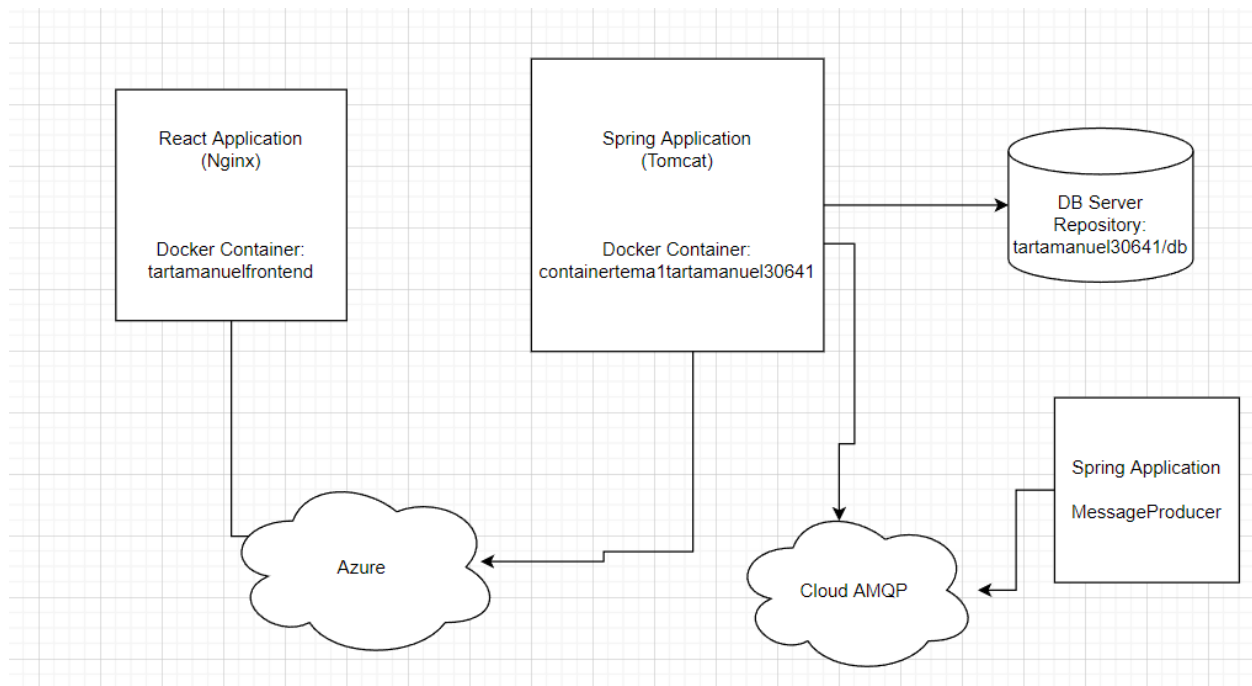 React Application
(Nginx)
Docker Container:
tartamanuelfrontend
Spring Application
(Tomcat)
Docker Container:
containertema1tartamanuel30641
DB Server
Repository:
tartamanuel30641/db
Spring Application
MessageProducer
Azure
Cloud AMQP